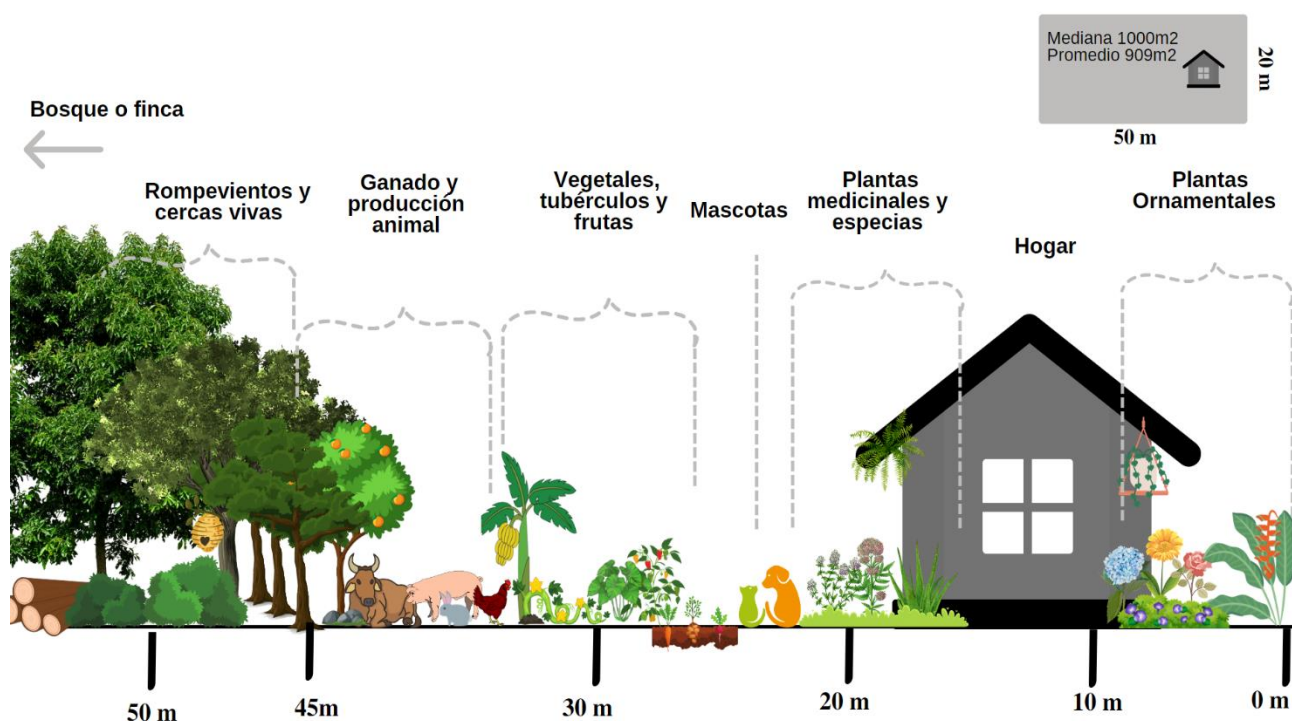 Mediana 1000m2
Promedio 909m2
20 m
50 m
Bosque o finca
Rompevientos y
cercas vivas
Ganado y
producción
animal
Vegetales,
tubérculos y
frutas
Mascotas
Plantas
medicinales y
especias
Hogar
Plantas
Ornamentales
50 m
45m
30 m
20 m
10 m
0 m